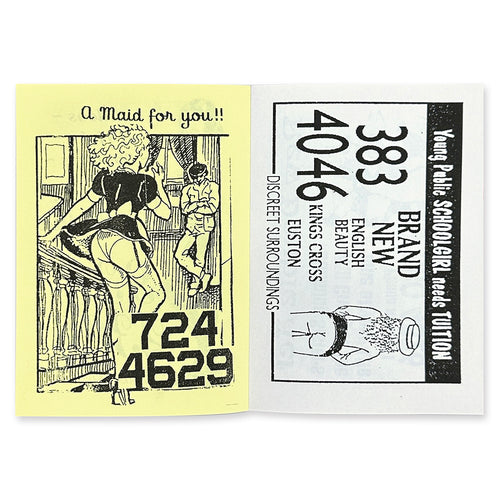 A Maid for you!!
724
4629
Young Public SCHOOLGIRL needs TUITION
BRAND
NEW
ENGLISH
BEAUTY
383
4046
KINGS CROSS
EUSTON
DISCREET SURROUNDINGS